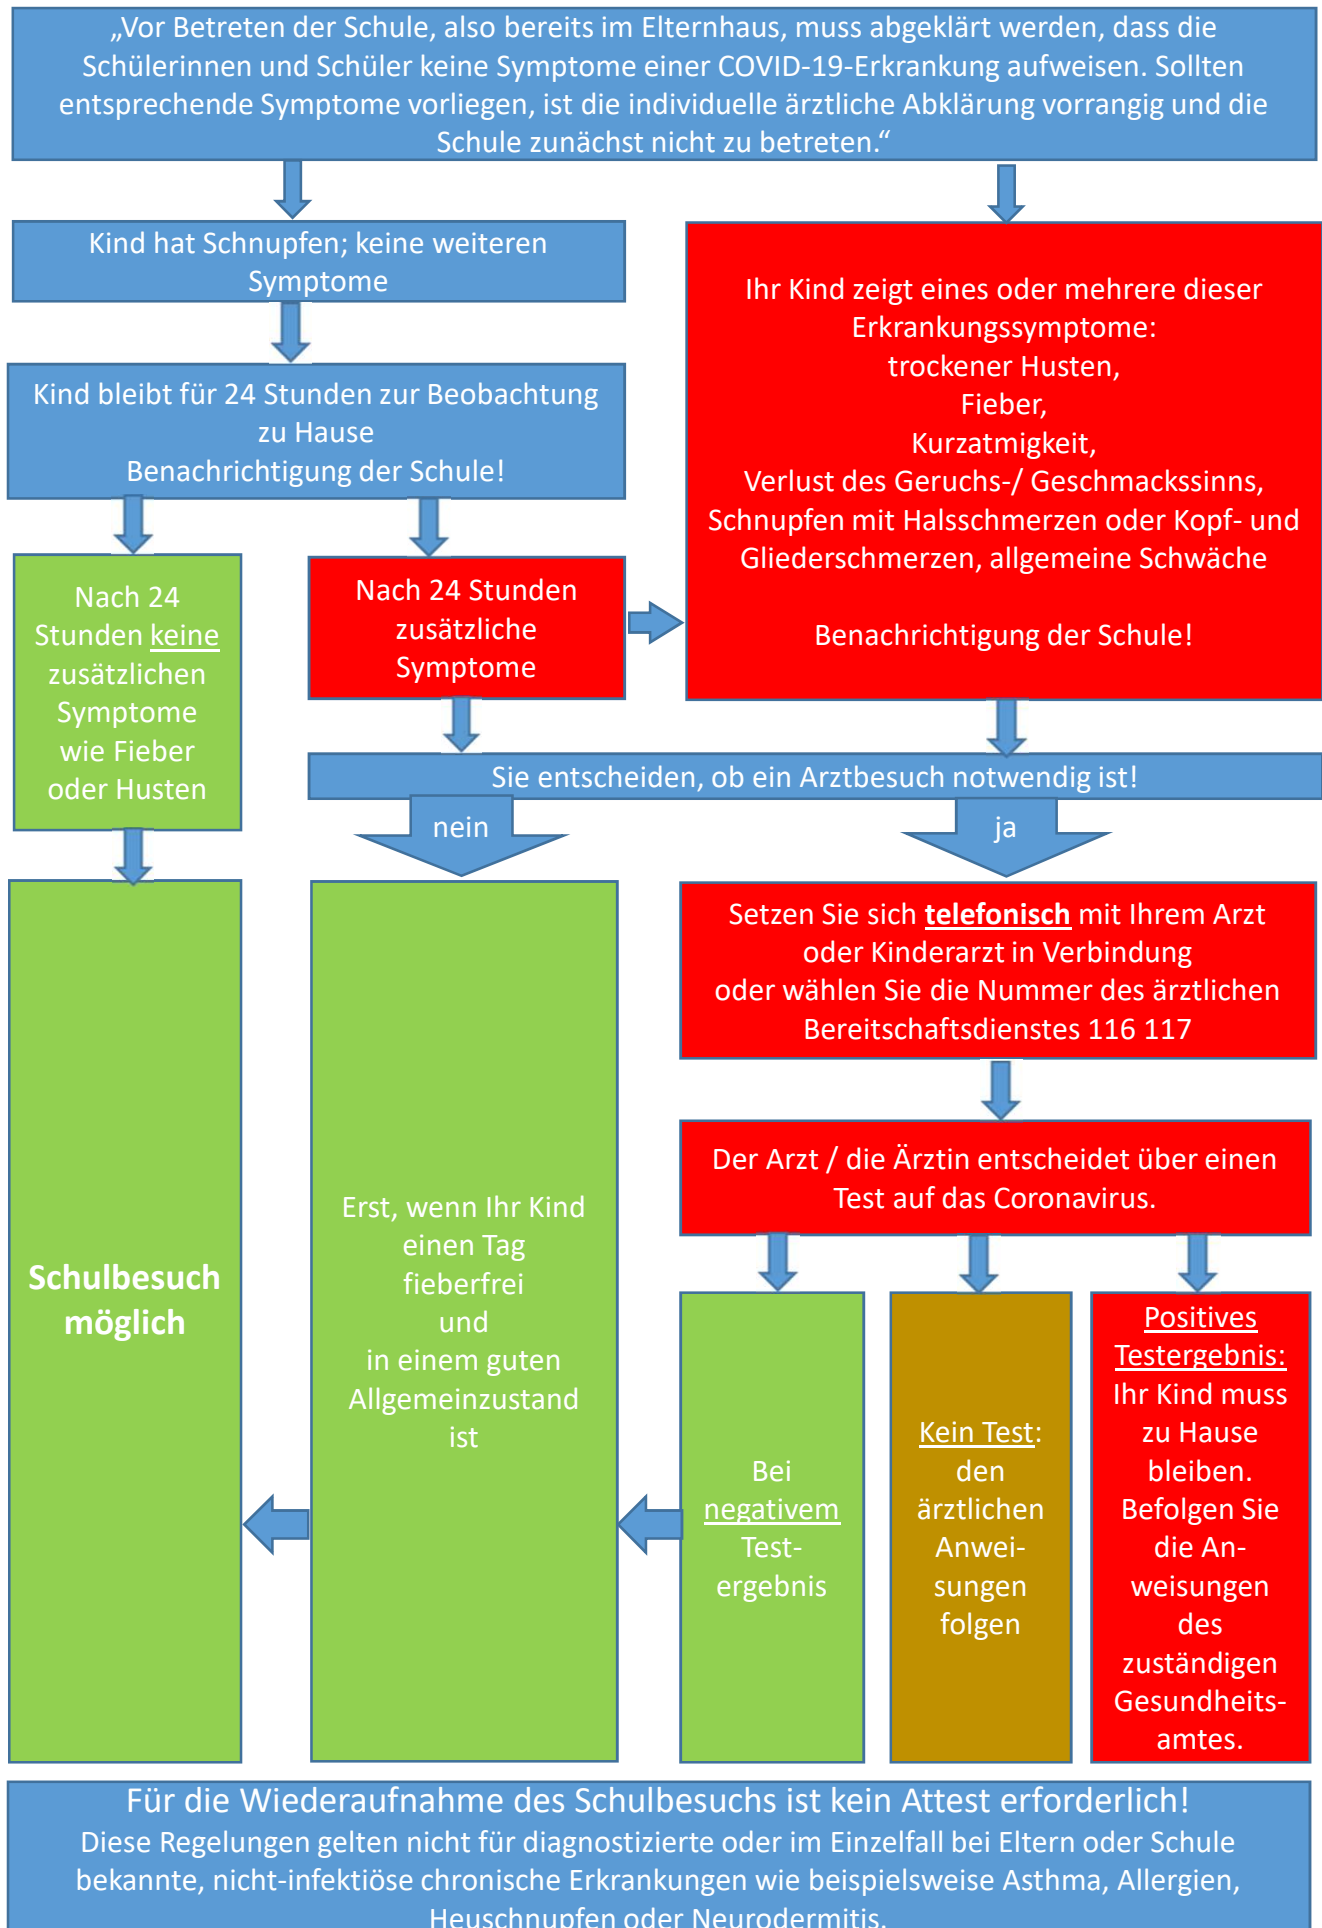 „Vor Betreten der Schule, also bereits im Elternhaus, muss abgeklärt werden, dass die
Schülerinnen und Schüler keine Symptome einer COVID-19-Erkrankung aufweisen. Sollten
entsprechende Symptome vorliegen, ist die individuelle ärztliche Abklärung vorrangig und die
Schule zunächst nicht zu betreten.“
Kind hat Schnupfen; keine weiteren
Symptome
Kind bleibt für 24 Stunden zur Beobachtung
zu Hause
Benachrichtigung der Schule!
Ihr Kind zeigt eines oder mehrere dieser
Erkrankungssymptome:
trockener Husten,
Fieber,
Kurzatmigkeit,
Verlust des Geruchs-/ Geschmackssinns,
Schnupfen mit Halsschmerzen oder Kopf- und
Gliederschmerzen, allgemeine Schwäche
Benachrichtigung der Schule!
Nach 24
Stunden keine
zusätzlichen
Symptome
wie Fieber
oder Husten
Nach 24 Stunden
zusätzliche
Symptome
Sie entscheiden, ob ein Arztbesuch notwendig ist!
nein
ja
Schulbesuch
möglich
Erst, wenn Ihr Kind
einen Tag
fieberfrei
und
in einem guten
Allgemeinzustand
ist
Setzen Sie sich telefonisch mit Ihrem Arzt
oder Kinderarzt in Verbindung
oder wählen Sie die Nummer des ärztlichen
Bereitschaftsdienstes 116 117
Der Arzt / die Ärztin entscheidet über einen
Test auf das Coronavirus.
Bei
negativem
Test-
ergebnis
Kein Test:
den
ärztlichen
Anwei-
sungen
folgen
Positives
Testergebnis:
Ihr Kind muss
zu Hause
bleiben.
Befolgen Sie
die An-
weisungen
des
zuständigen
Gesundheits-
amtes.
Für die Wiederaufnahme des Schulbesuchs ist kein Attest erforderlich!
Diese Regelungen gelten nicht für diagnostizierte oder im Einzelfall bei Eltern oder Schule
bekannte, nicht-infektiöse chronische Erkrankungen wie beispielsweise Asthma, Allergien,
Heuschnupfen oder Neurodermitis.